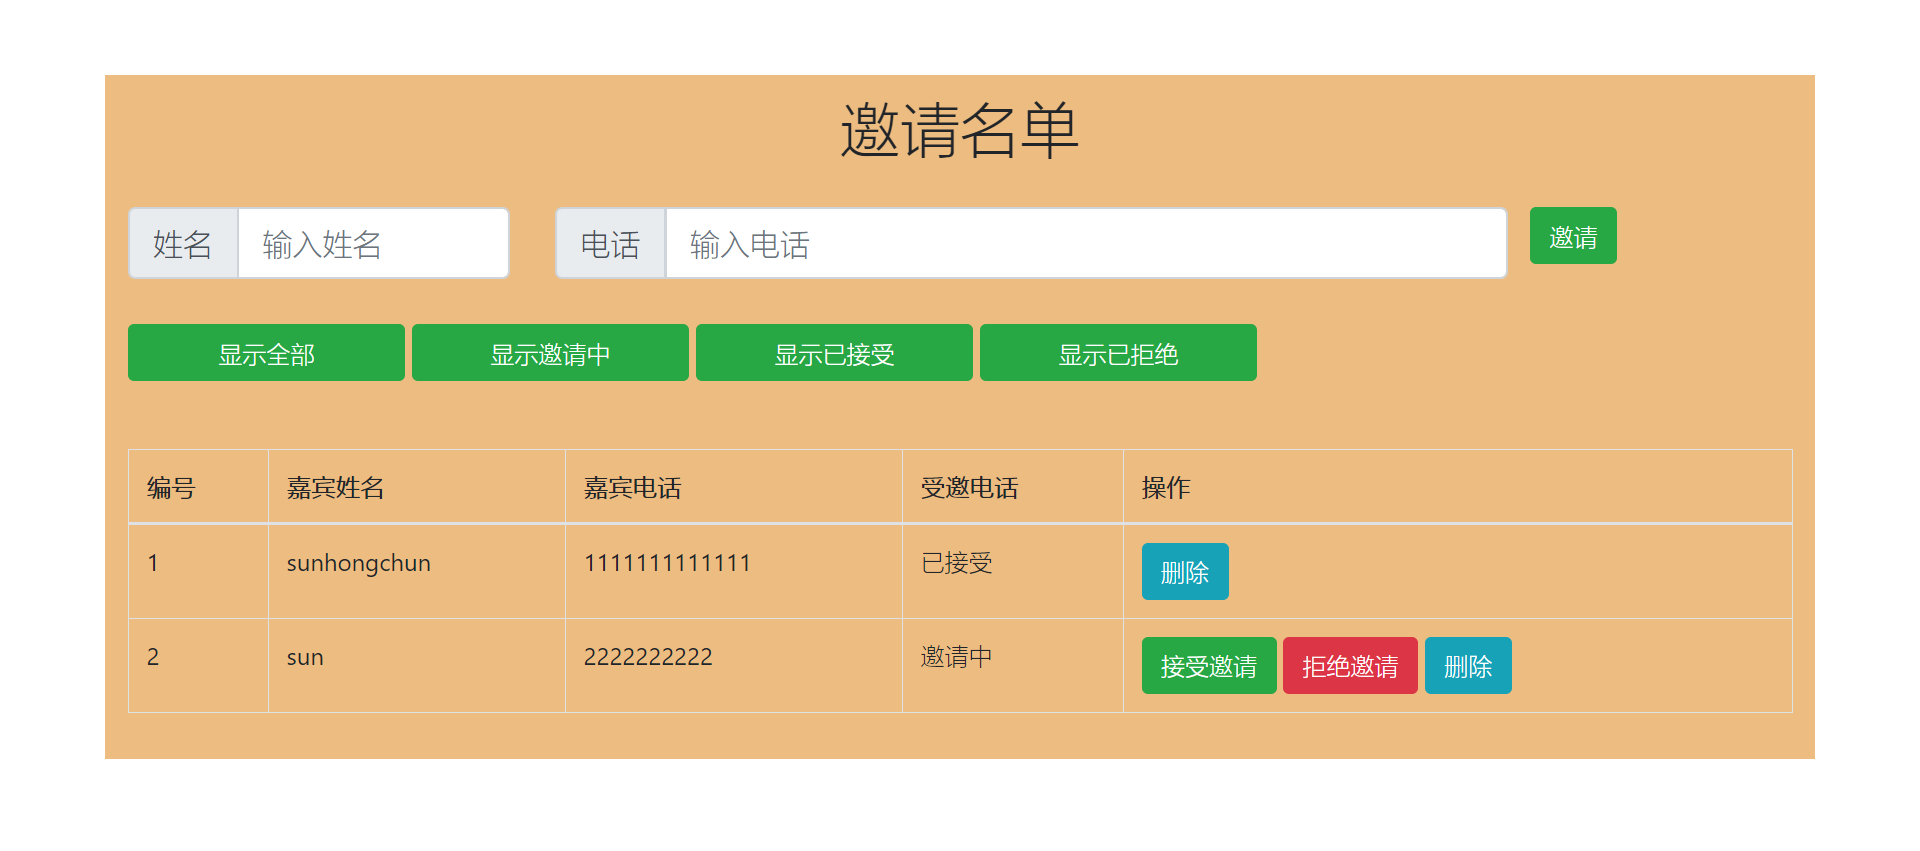 邀请名单
姓名 输入姓名 电话 输入电话 邀请
显示全部 显示邀请中 显示已接受 显示已拒绝
编号 嘉宾姓名 嘉宾电话 受邀电话 操作
1 sunhongchun 1111111111111 已接受 删除
2 sun 2222222222 邀请中 接受邀请 拒绝邀请 删除